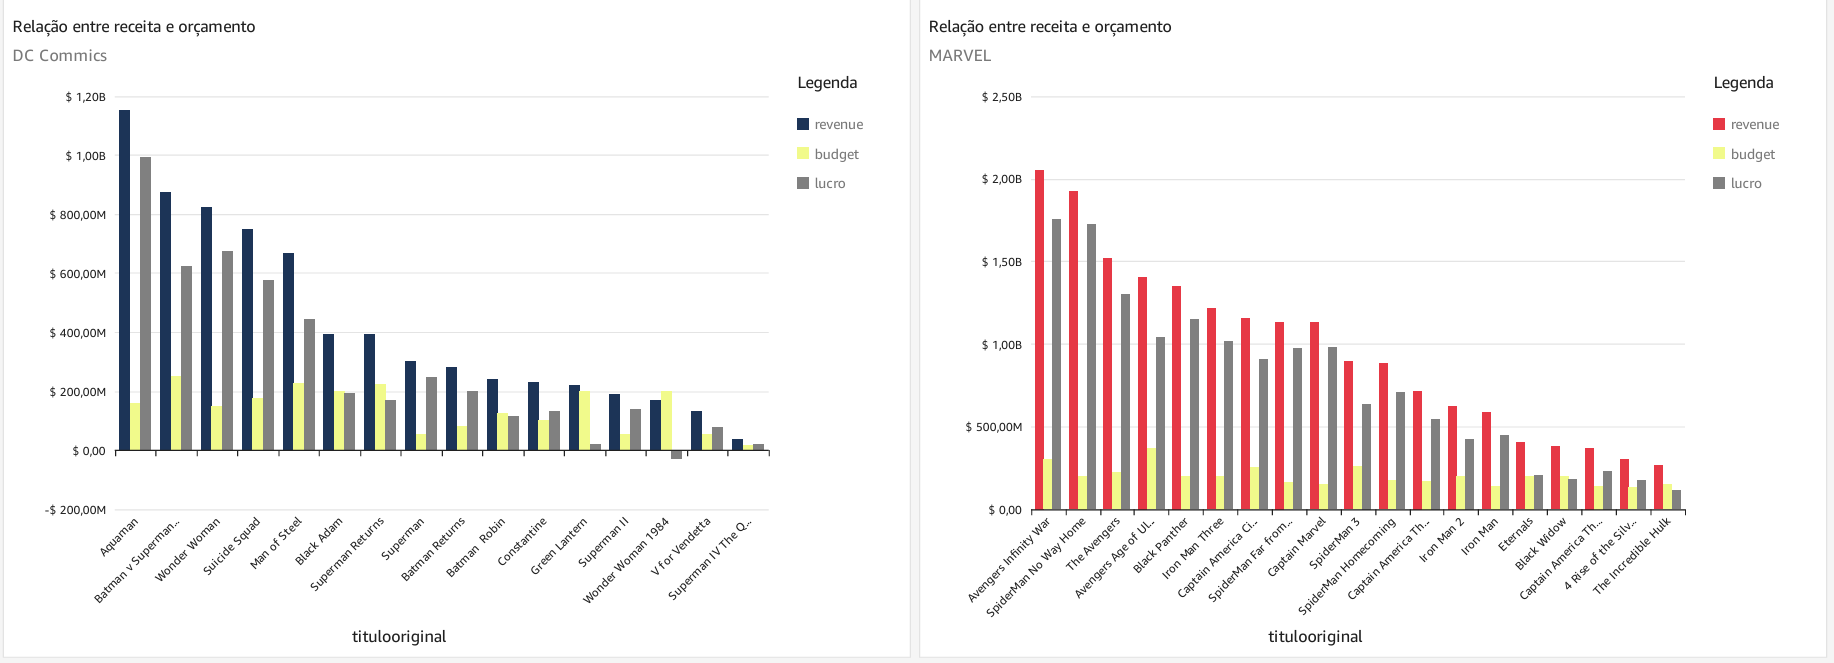 Relação entre receita e orçamento
DC Commics
Legenda
revenue
budget
lucro
$ 1,20B
$ 1,00B
$ 800,00M
$ 600,00M
$ 400,00M
$ 200,00M
$ 0,00
-$ 200,00M
Aquaman
Batman v Superman...
Wonder Woman
Suicide Squad
Man of Steel
Black Adam
Superman Returns
Superman
Batman Returns
Batman Robin
Constantine
Green Lantern
Superman II
Wonder Woman 1984
V for Vendetta
Superman IV The Q...
titulooriginal
Relação entre receita e orçamento
MARVEL
Legenda
revenue
budget
lucro
$ 2,50B
$ 2,00B
$ 1,50B
$ 1,00B
$ 500,00M
$ 0,00
Avengers Infinity War
SpiderMan No Way Home
The Avengers
Avengers Age of Ul...
Black Panther
Iron Man Three
Captain America Ci...
SpiderMan Far from...
Captain Marvel
SpiderMan 3
SpiderMan Homecoming
Captain America Th...
Iron Man 2
Iron Man
Eternals
Black Widow
Captain America Th...
4 Rise of the Silv...
The Incredible Hulk
titulooriginal